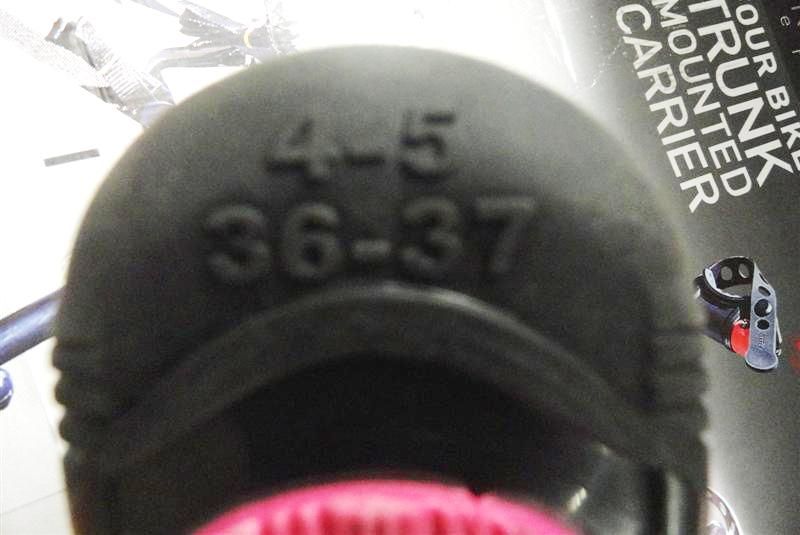 4-5
36-37
OUR BIKE
TRUNK
MOUNTED
CARRIER